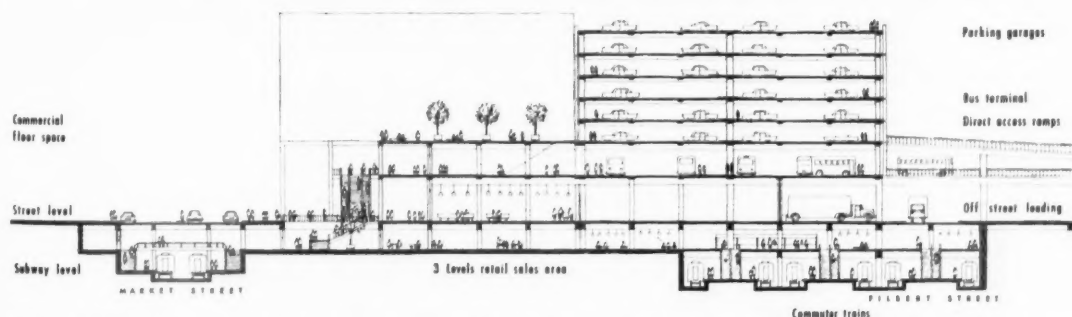 Parking garages
Bus terminal
Direct access ramps
Commercial
floor space
Street level
Off street loading
Subway level
3 Levels retail sales area
MARKET STREET
FILBERT STREET
Commuter trains